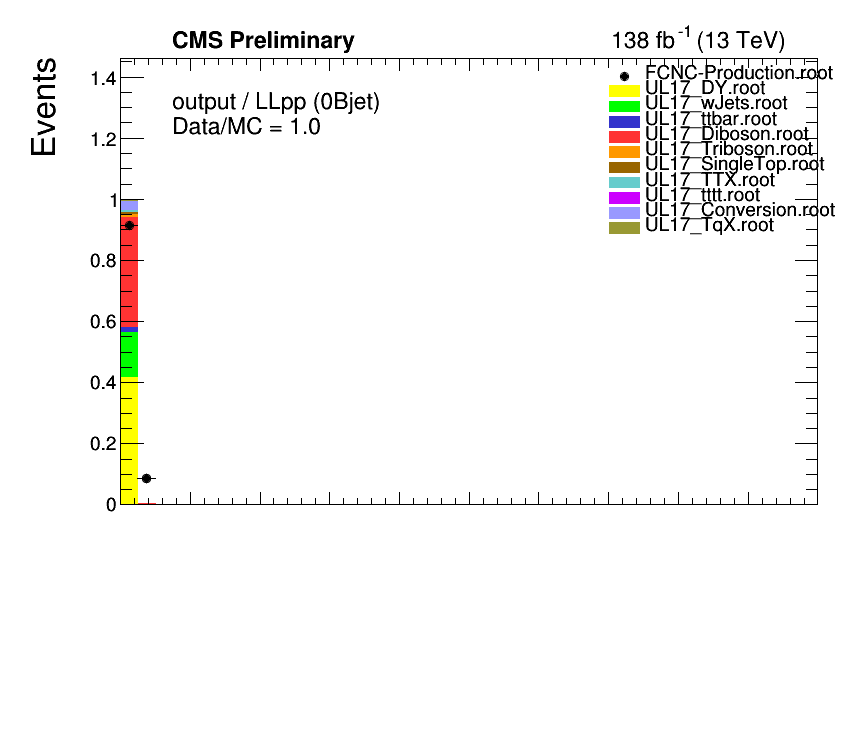 CMS Preliminary
138 fb-1 (13 TeV)
Events
output / LLpp (0Bjet)
Data/MC = 1.0
FCNC-Production.root
UL17_DY.root
UL17_wJets.root
UL17_ttbar.root
UL17_Diboson.root
UL17_Triboson.root
UL17_SingleTop.root
UL17_TTX.root
UL17_tttt.root
UL17_Conversion.root
UL17_TqX.root
1.4
1.2
1
0.8
0.6
0.4
0.2
0